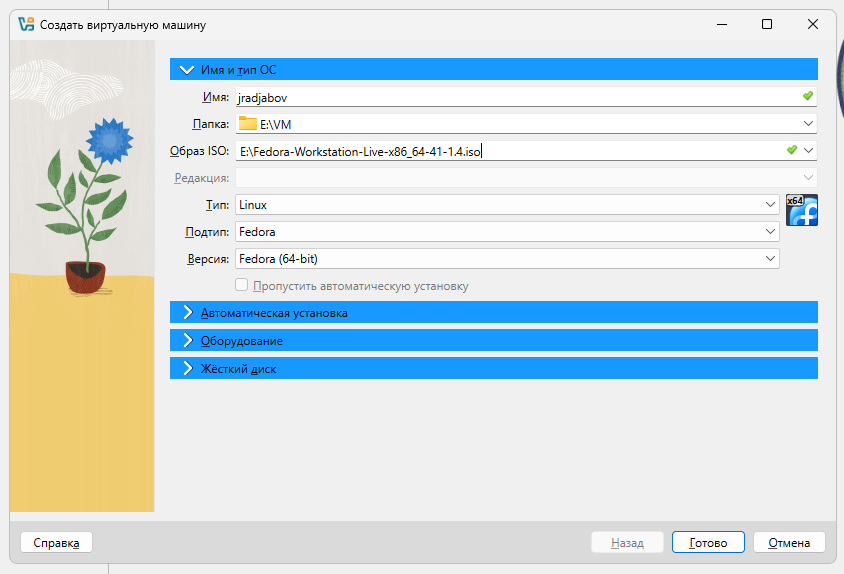 Создать виртуальную машину
Имя и тип ОС
Имя: jradjabov
Папка: E:\VM
Образ ISO: E:\Fedora-Workstation-Live-x86_64-41-1.4.iso
Редакция:
Тип: Linux
x64
Подтип: Fedora
Версия: Fedora (64-bit)
Пропустить автоматическую установку
Автоматическая установка
Оборудование
Жёсткий диск
Справка Назад Готово Отмена